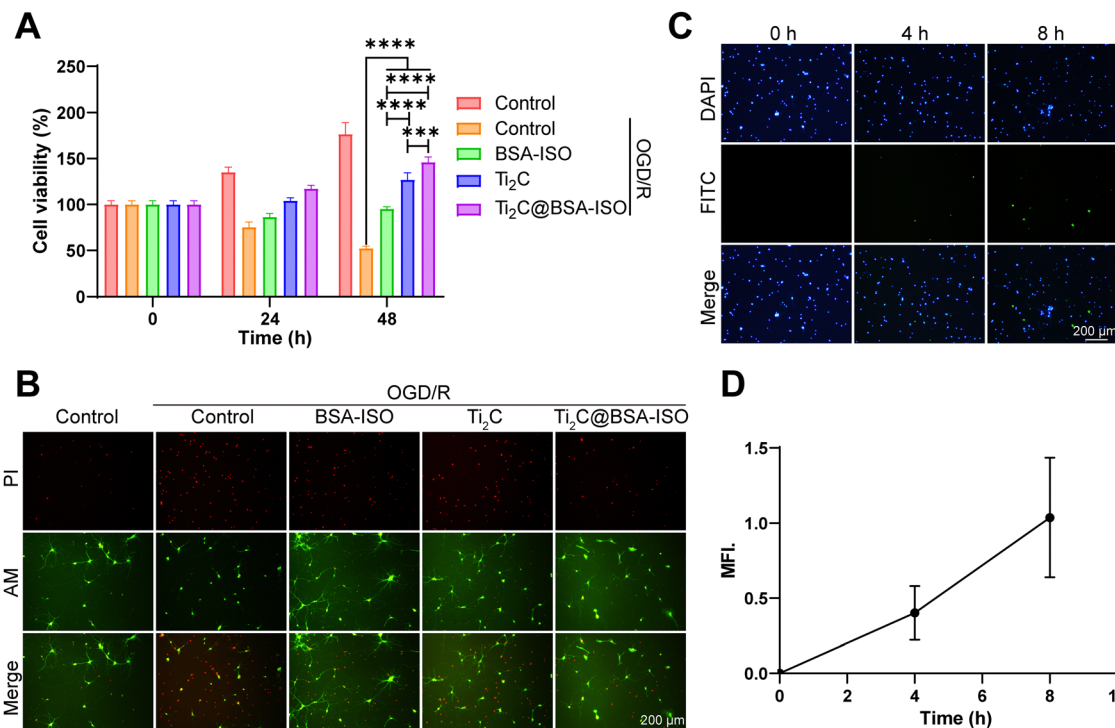 A
Cell viability (%)
250
200
150
100
50
0
0
24
48
Time (h)
****
****
****
***
Control
Control
BSA-ISO
Ti₂C
Ti₂C@BSA-ISO
OGD/R
C
0 h
4 h
8 h
DAPI
FITC
Merge
200 µm
B
OGD/R
Control
Control
BSA-ISO
Ti₂C
Ti₂C@BSA-ISO
PI
AM
Merge
200 µm
D
MFI.
1.5
1.0
0.5
0.0
0
2
4
6
8
1
Time (h)